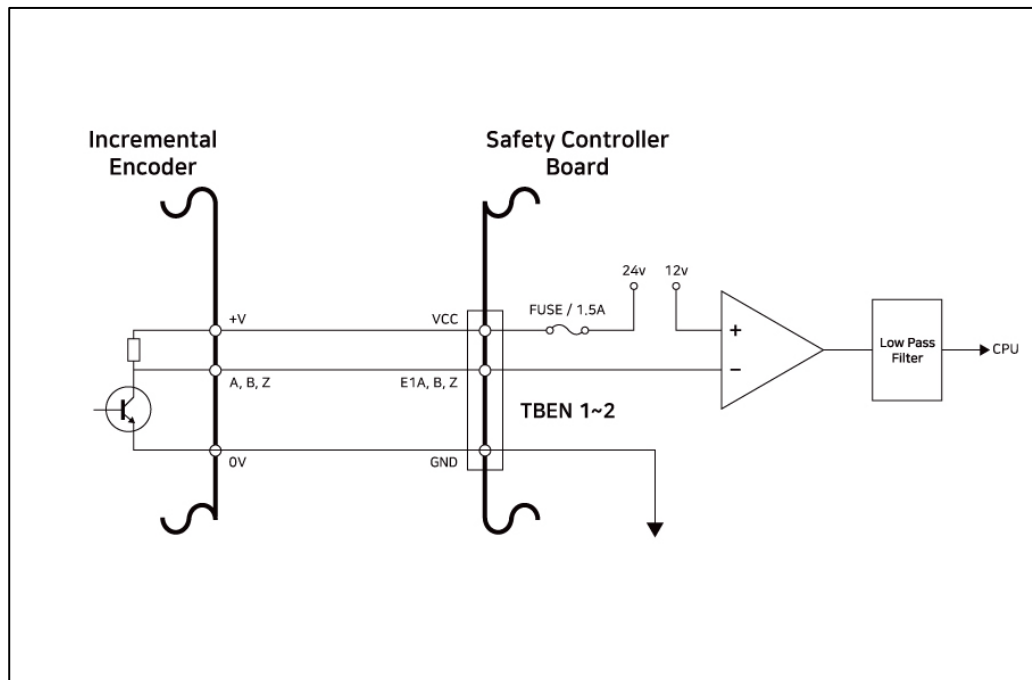 Incremental
Encoder
Safety Controller
Board
24v
12v
FUSE / 1.5A
+V
VCC
+
Low Pass
Filter
CPU
−
A, B, Z
E1A, B, Z
TBEN 1~2
0V
GND